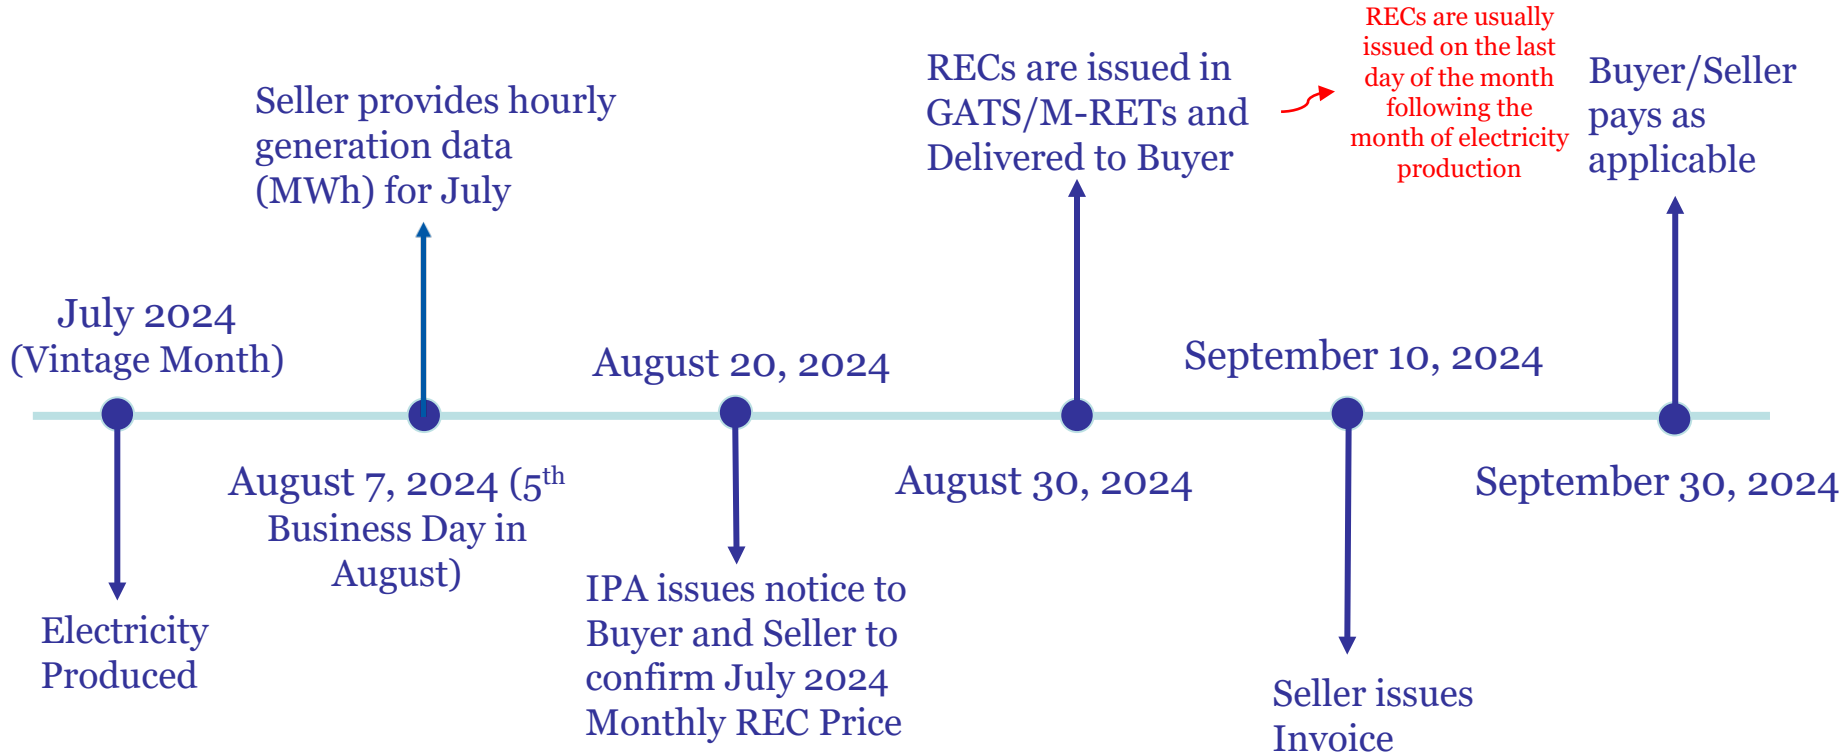 July 2024
(Vintage Month)
Electricity
Produced
Seller provides hourly
generation data
(MWh) for July
August 7, 2024 (5th
Business Day in
August)
August 20, 2024
IPA issues notice to
Buyer and Seller to
confirm July 2024
Monthly REC Price
RECs are issued in
GATS/M-RETs and
Delivered to Buyer
RECs are usually
issued on the last
day of the month
following the
month of electricity
production
August 30, 2024
September 10, 2024
Seller issues
Invoice
Buyer/Seller
pays as
applicable
September 30, 2024